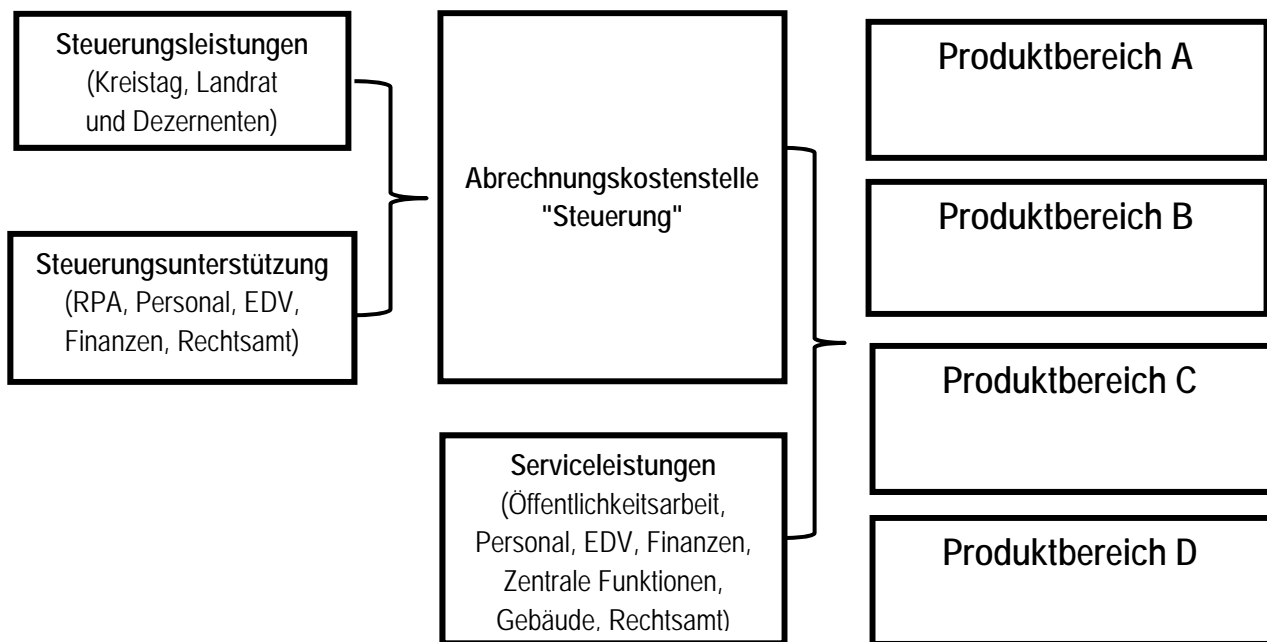 Steuerungsleistungen
(Kreistag, Landrat
und Dezernenten)
Steuerungsunterstützung
(RPA, Personal, EDV,
Finanzen, Rechtsamt)
Abrechnungskostenstelle
"Steuerung"
Serviceleistungen
(Öffentlichkeitsarbeit,
Personal, EDV, Finanzen,
Zentrale Funktionen,
Gebäude, Rechtsamt)
Produktbereich A
Produktbereich B
Produktbereich C
Produktbereich D